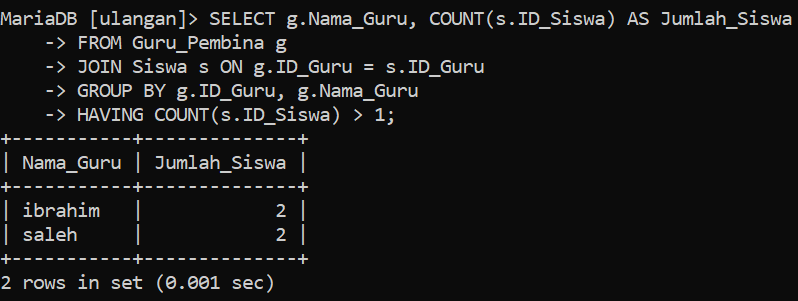 MariaDB [ulangan]> SELECT g.Nama_Guru, COUNT(s.ID_Siswa) AS Jumlah_Siswa
    -> FROM Guru_Pembina g
    -> JOIN Siswa s ON g.ID_Guru = s.ID_Guru
    -> GROUP BY g.ID_Guru, g.Nama_Guru
    -> HAVING COUNT(s.ID_Siswa) > 1;
+-----------+--------------+
| Nama_Guru | Jumlah_Siswa |
+-----------+--------------+
| ibrahim   |            2 |
| saleh     |            2 |
+-----------+--------------+
2 rows in set (0.001 sec)